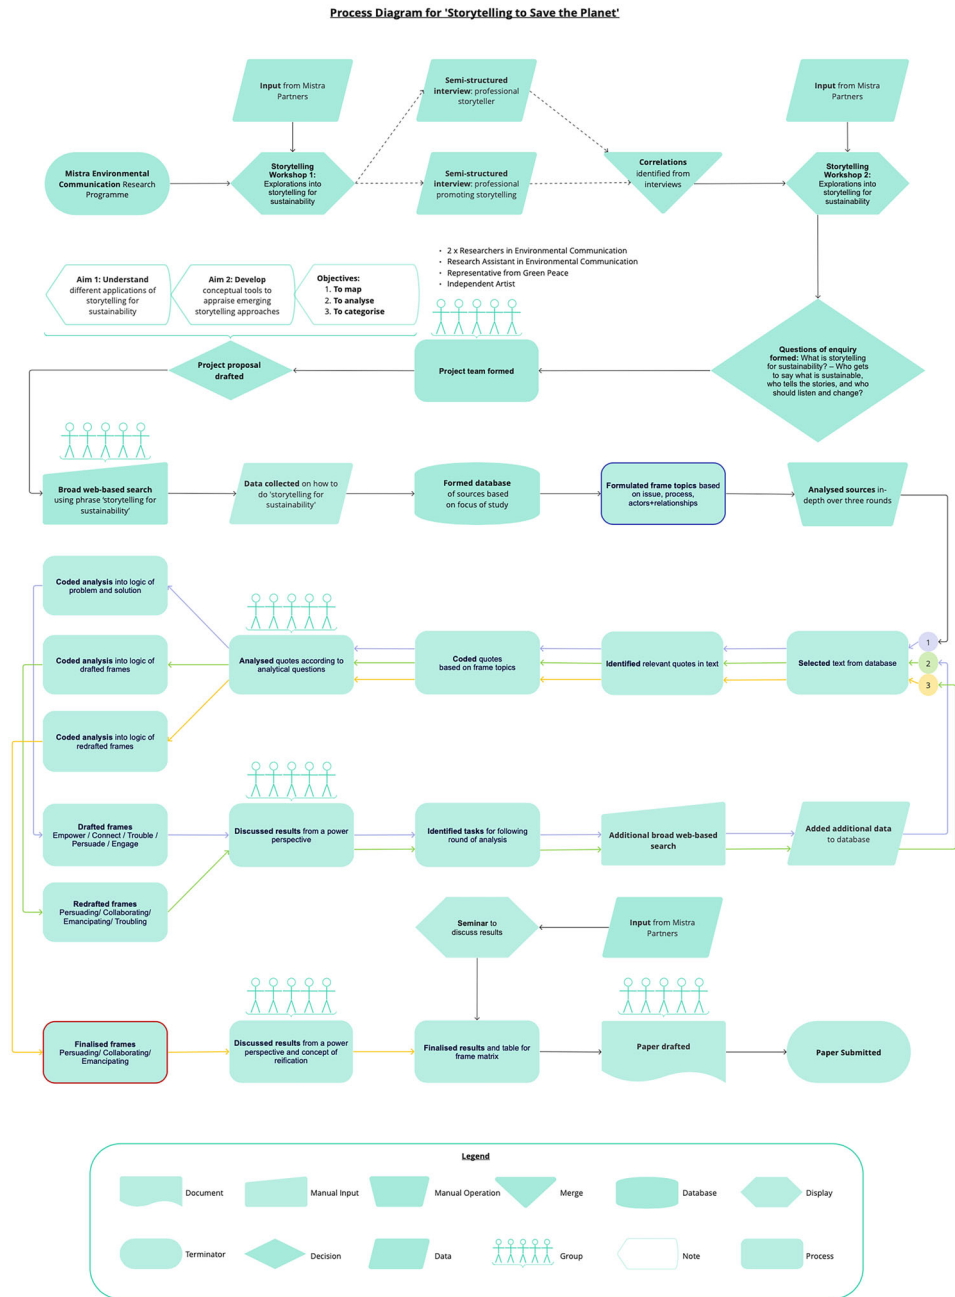 Process Diagram for 'Storytelling to Save the Planet'
Input from Mistra
Partners
Semi-structured
interview: professional
storyteller
Input from Mistra
Partners
Mistra Environmental
Communication Research
Programme
Storytelling
Workshop 1:
Explorations into
storytelling for
sustainability
Semi-structured
interview: professional
promoting storytelling
Correlations
identified from
interviews
Storytelling
Workshop 2:
Explorations into
storytelling for
sustainability
• 2 x Researchers in Environmental Communication
• Research Assistant in Environmental Communication
• Representative from Green Peace
• Independent Artist
Aim 1: Understand
different applications of
storytelling for
sustainability
Aim 2: Develop
conceptual tools to
appraise emerging
storytelling approaches
Objectives:
1. To map
2. To analyse
3. To categorise
Questions of enquiry
formed: What is storytelling
for sustainability? – Who gets
to say what is sustainable,
who tells the stories, and who
should listen and change?
Project team formed
Project proposal
drafted
Broad web-based search
using phrase 'storytelling for
sustainability'
Data collected on how to
do 'storytelling for
sustainability'
Formed database
of sources based
on focus of study
Formulated frame topics based
on issue, process,
actors+relationships
Analysed sources in-
depth over three rounds
Coded analysis into logic of
problem and solution
Coded analysis into logic of
drafted frames
Coded analysis into logic of
redrafted frames
Analysed quotes according to
analytical questions
Coded quotes
based on frame topics
Identified relevant quotes in text
Selected text from database
1
2
3
Drafted frames
Empower / Connect / Trouble /
Persuade / Engage
Discussed results from a power
perspective
Identified tasks for following
round of analysis
Additional broad web-based
search
Added additional data
to database
Redrafted frames
Persuading/ Collaborating/
Emancipating/ Troubling
Seminar to
discuss results
Input from Mistra
Partners
Finalised frames
Persuading/ Collaborating/
Emancipating
Discussed results from a power
perspective and concept of
reification
Finalised results and table for
frame matrix
Paper drafted
Paper Submitted
Legend
Document
Manual Input
Manual Operation
Merge
Database
Display
Terminator
Decision
Data
Group
Note
Process